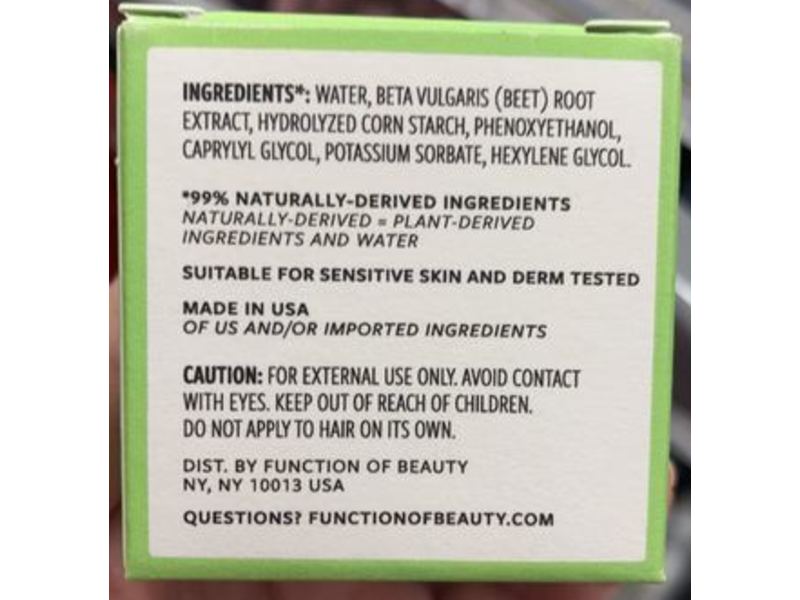 INGREDIENTS*: WATER, BETA VULGARIS (BEET) ROOT
EXTRACT, HYDROLYZED CORN STARCH, PHENOXYETHANOL,
CAPRYLYL GLYCOL, POTASSIUM SORBATE, HEXYLENE GLYCOL.
*99% NATURALLY-DERIVED INGREDIENTS
NATURALLY-DERIVED = PLANT-DERIVED
INGREDIENTS AND WATER
SUITABLE FOR SENSITIVE SKIN AND DERM TESTED
MADE IN USA
OF US AND/OR IMPORTED INGREDIENTS
CAUTION: FOR EXTERNAL USE ONLY. AVOID CONTACT
WITH EYES. KEEP OUT OF REACH OF CHILDREN.
DO NOT APPLY TO HAIR ON ITS OWN.
DIST. BY FUNCTION OF BEAUTY
NY, NY 10013 USA
QUESTIONS? FUNCTIONOFBEAUTY.COM